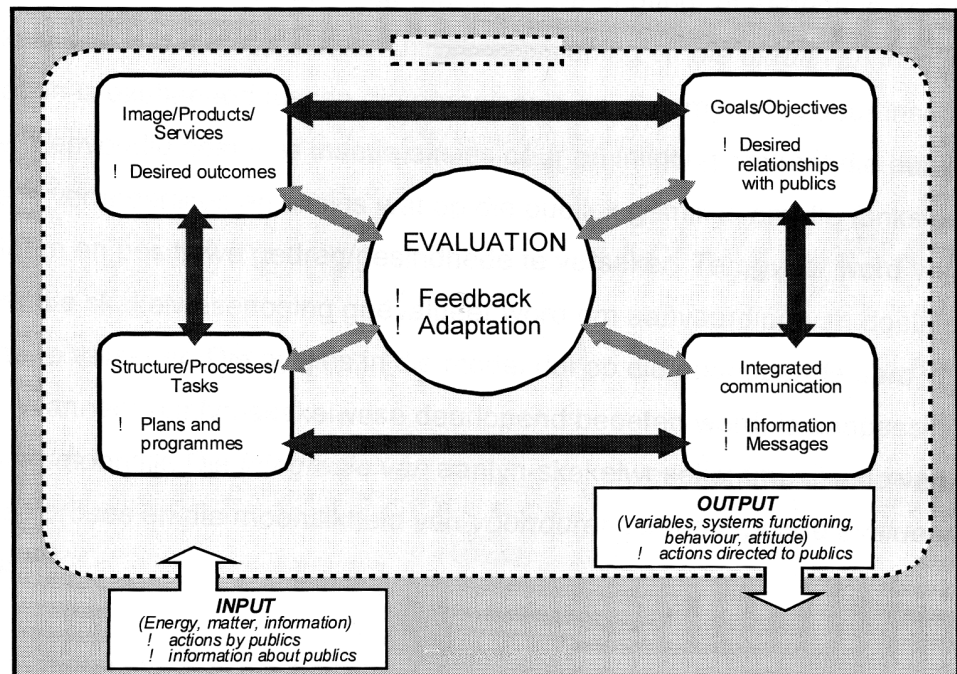 Image/Products/
Services
! Desired outcomes
Goals/Objectives
! Desired
relationships
with publics
EVALUATION
! Feedback
! Adaptation
Structure/Processes/
Tasks
! Plans and
programmes
Integrated
communication
! Information
! Messages
OUTPUT
(Variables, systems functioning,
behaviour, attitude)
! actions directed to publics
INPUT
(Energy, matter, information)
! actions by publics
! information about publics